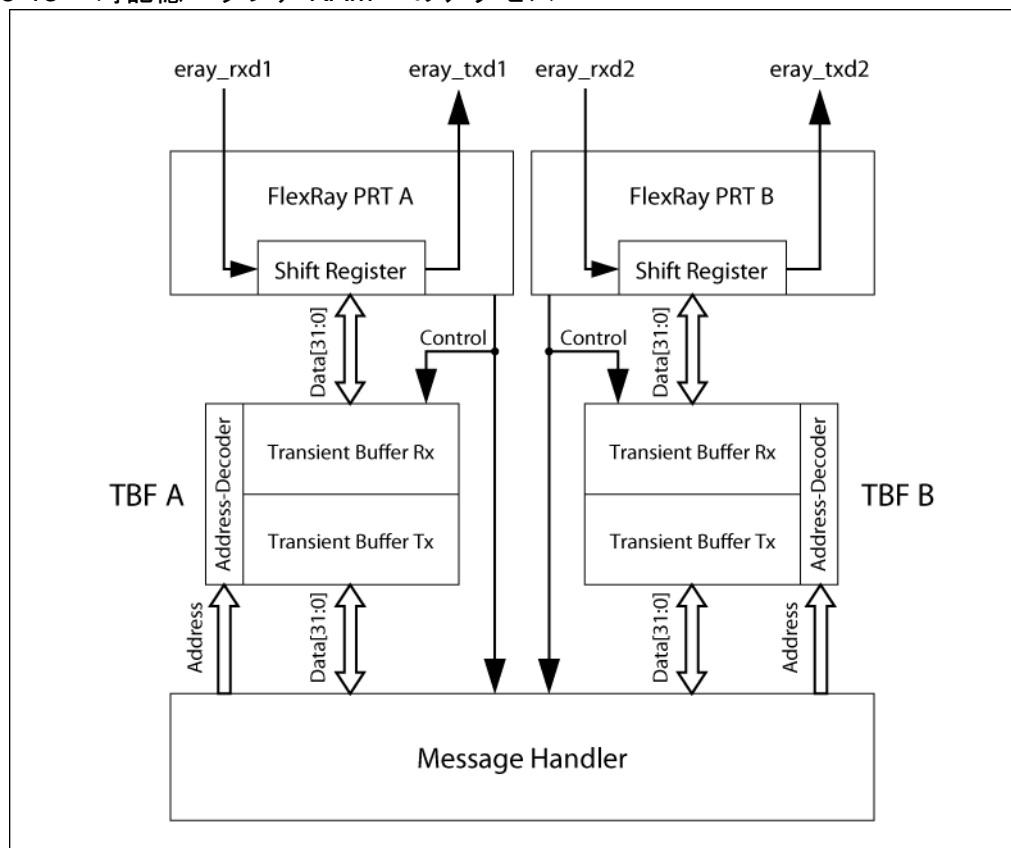 eray_rxd1 eray_txd1 eray_rxd2 eray_txd2
FlexRay PRT A FlexRay PRT B
Shift Register Shift Register
Data[31:0] Control Control Data[31:0]
TBF A Address-Decoder Transient Buffer Rx Transient Buffer Rx Address-Decoder TBF B
Transient Buffer Tx Transient Buffer Tx
Address Data[31:0] Data[31:0] Address
Message Handler